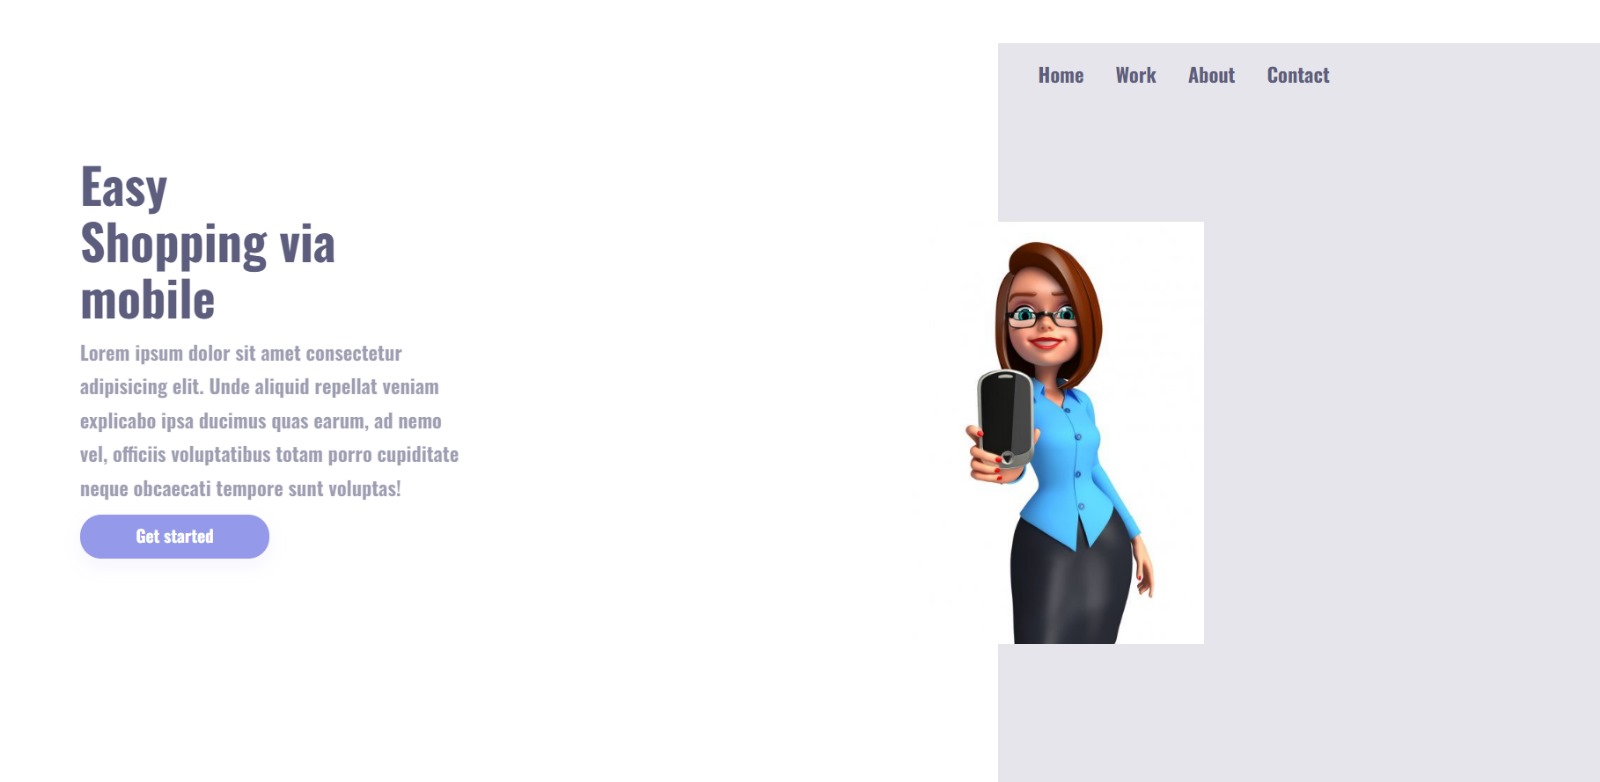 Home Work About Contact
Easy
Shopping via
mobile
Lorem ipsum dolor sit amet consectetur
adipisicing elit. Unde aliquid repellat veniam
explicabo ipsa ducimus quas earum, ad nemo
vel, officiis voluptatibus totam porro cupiditate
neque obcaecati tempore sunt voluptas!
Get started